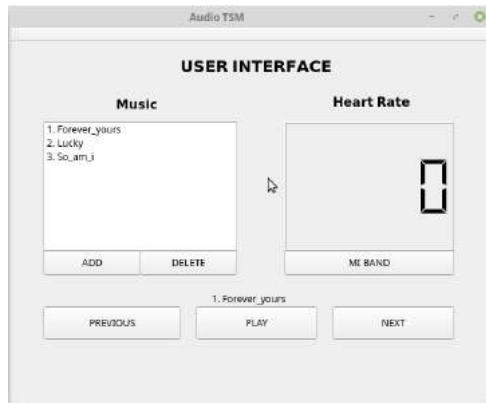 Audio TSM
USER INTERFACE
Music
Heart Rate
1. Forever_yours
2. Lucky
3. So_am_i
0
ADD
DELETE
MI BAND
1. Forever_yours
PREVIOUS
PLAY
NEXT